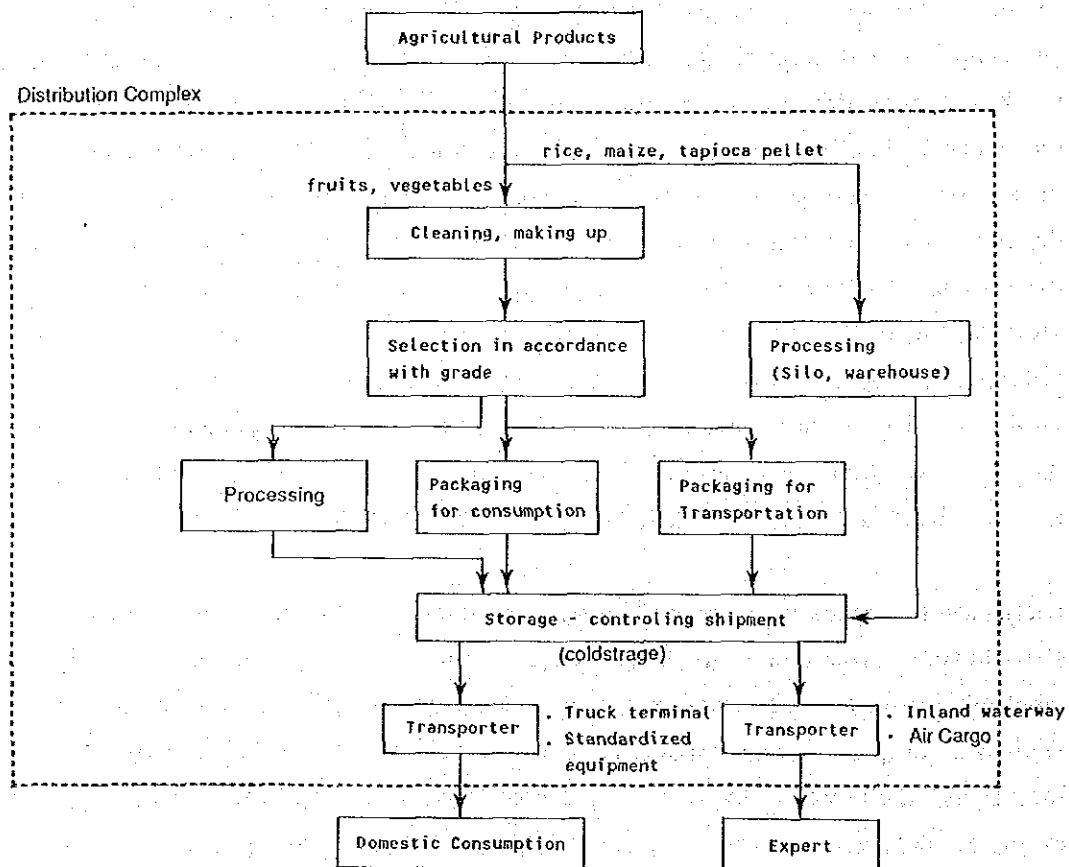 Agricultural Products
Distribution Complex
rice, maize, tapioca pellet
fruits, vegetables
Cleaning, making up
Selection in accordance
with grade
Processing
(Silo, warehouse)
Processing
Packaging
for consumption
Packaging for
Transportation
Storage - controling shipment
(coldstrage)
Transporter
. Truck terminal
. Standardized
equipment
Transporter
. Inland waterway
· Air Cargo
Domestic Consumption
Expert